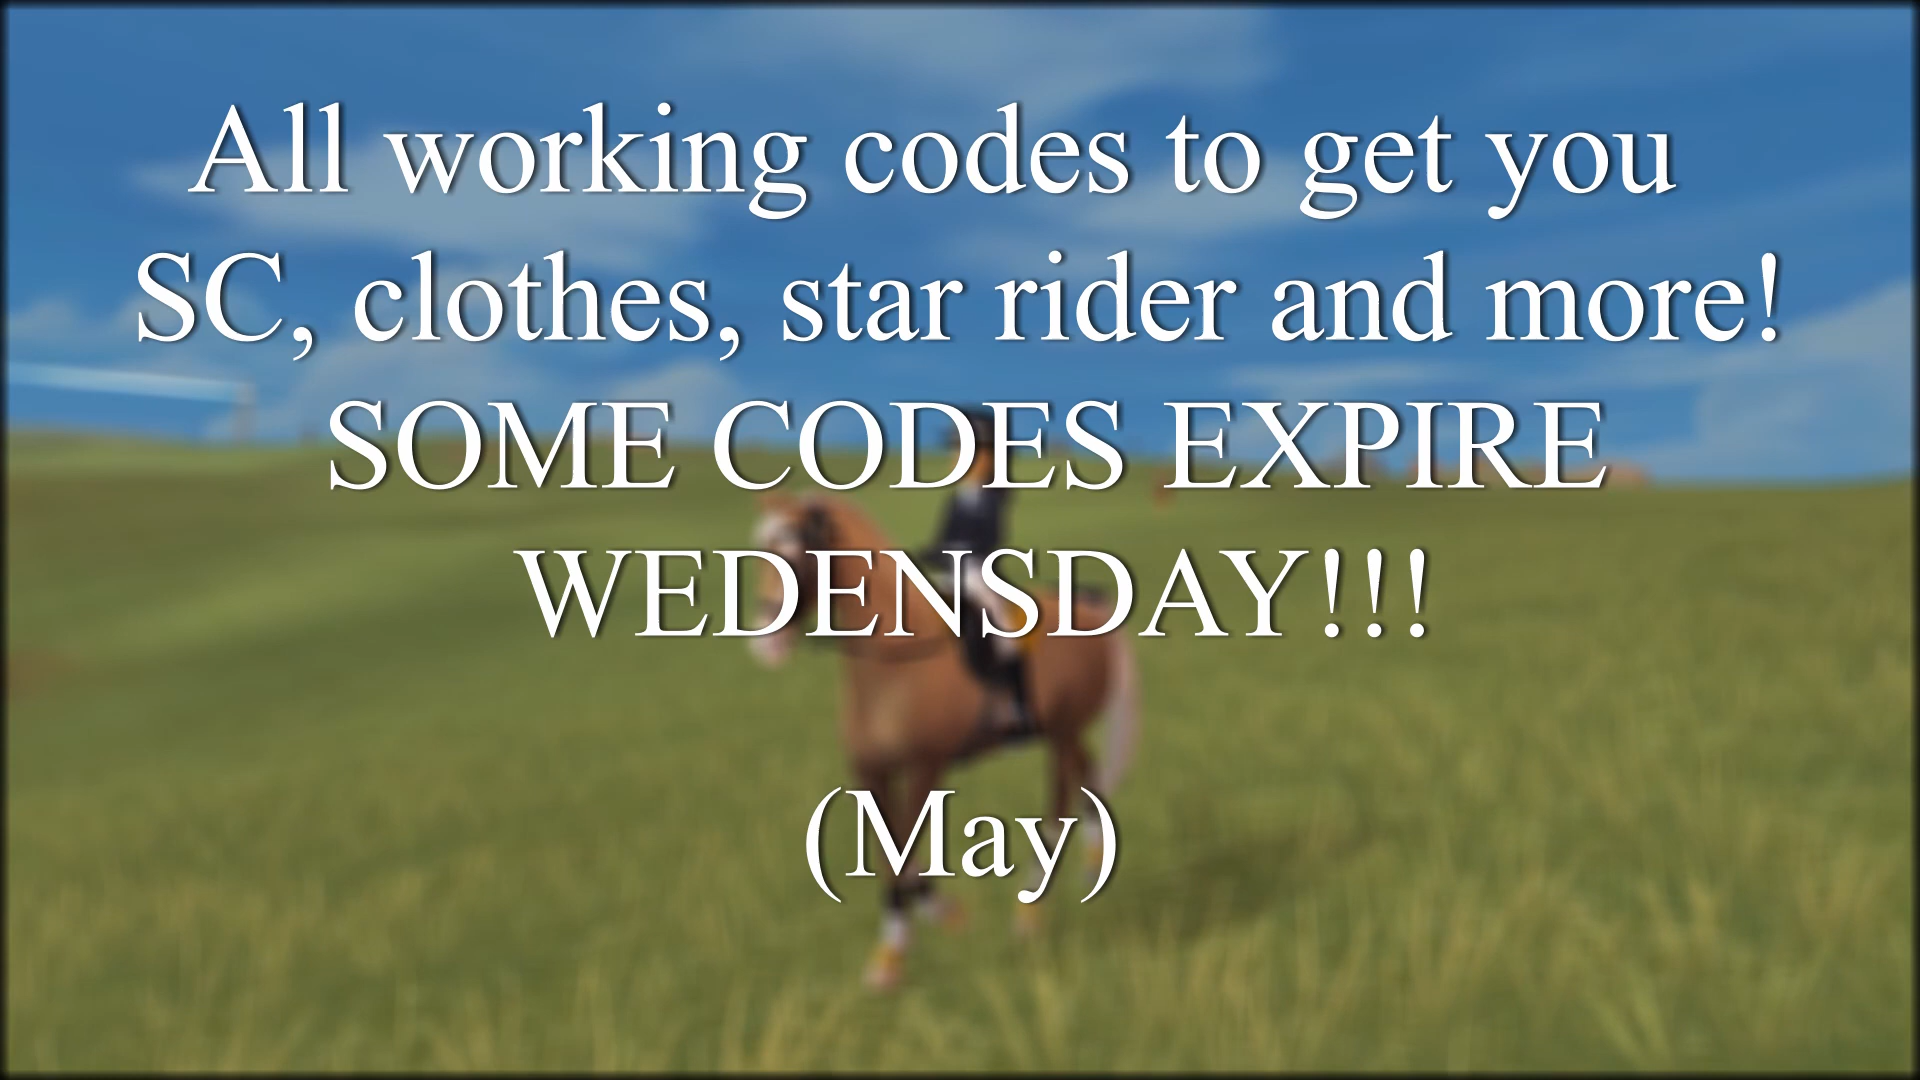 All working codes to get you
SC, clothes, star rider and more!
SOME CODES EXPIRE
WEDENSDAY!!!
(May)